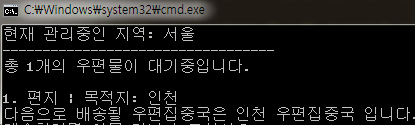 C:\Windows\system32\cmd.exe
현재 관리중인 지역: 서울
----------------------------------
총 1개의 우편물이 대기중입니다.
1. 편지 ¦ 목적지: 인천
다음으로 배송될 우편집중국은 인천 우편집중국 입니다